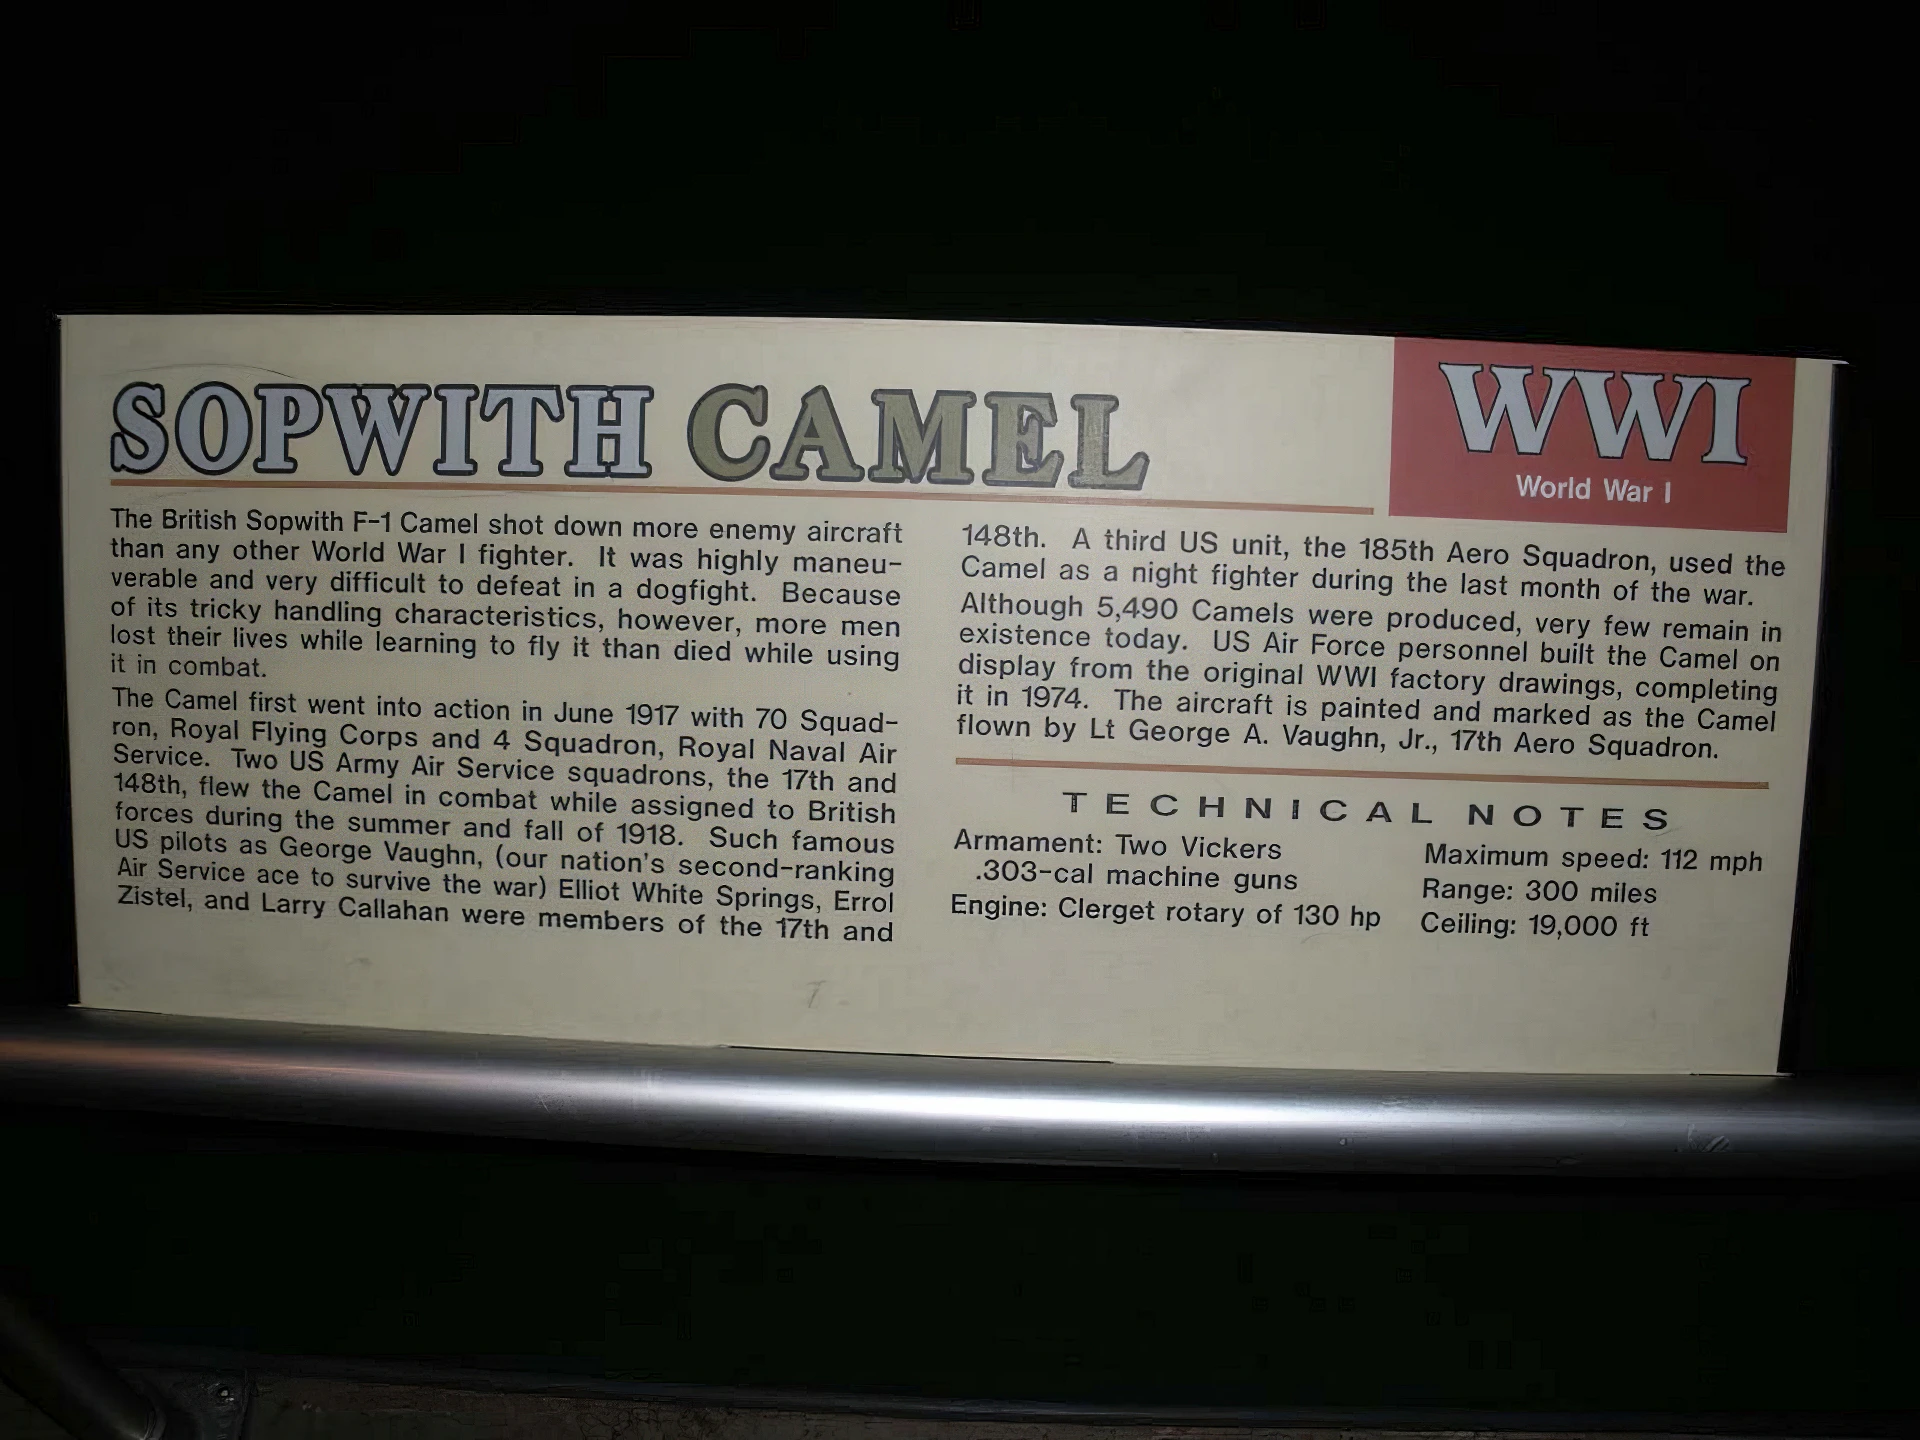 SOPWITH CAMEL
WWI
World War I
The British Sopwith F-1 Camel shot down more enemy aircraft
than any other World War I fighter. It was highly maneu-
verable and very difficult to defeat in a dogfight. Because
of its tricky handling characteristics, however, more men
lost their lives while learning to fly it than died while using
it in combat.
The Camel first went into action in June 1917 with 70 Squad-
ron, Royal Flying Corps and 4 Squadron, Royal Naval Air
Service. Two US Army Air Service squadrons, the 17th and
148th, flew the Camel in combat while assigned to British
forces during the summer and fall of 1918. Such famous
US pilots as George Vaughn, (our nation's second-ranking
Air Service ace to survive the war) Elliot White Springs, Errol
Zistel, and Larry Callahan were members of the 17th and
148th. A third US unit, the 185th Aero Squadron, used the
Camel as a night fighter during the last month of the war.
Although 5,490 Camels were produced, very few remain in
existence today. US Air Force personnel built the Camel on
display from the original WWI factory drawings, completing
it in 1974. The aircraft is painted and marked as the Camel
flown by Lt George A. Vaughn, Jr., 17th Aero Squadron.
TECHNICAL NOTES
Armament: Two Vickers
.303-cal machine guns
Engine: Clerget rotary of 130 hp
Maximum speed: 112 mph
Range: 300 miles
Ceiling: 19,000 ft